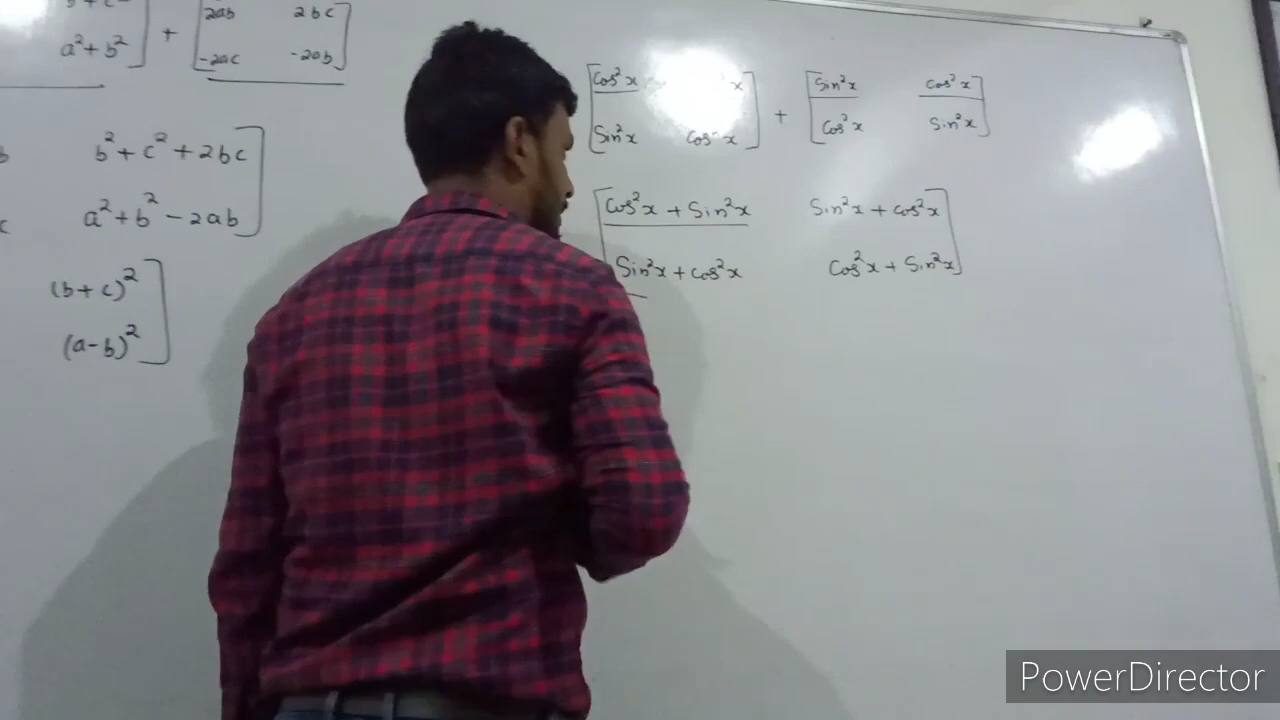 a²+b² ] + [ 2ab 2bc
-2ac -2ab ]
b²+c²+2bc
a²+b²-2ab ]
(b+c)²
(a-b)² ]
[ Cos²x x ] + [ Sin²x cos²x ]
Sin²x cos²x Cos²x Sin²x
[ Cos²x + Sin²x Sin²x + cos²x ]
Sin²x + cos²x Cos²x + Sin²x
PowerDirector